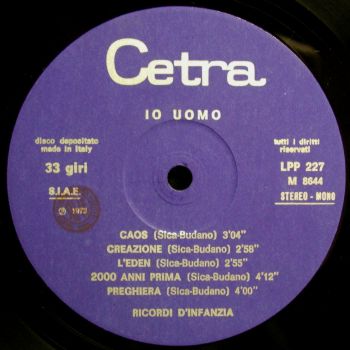 Cetra
IO UOMO
disco depositato
made in Italy
tutti i diritti
riservati
33 giri
LPP 227
M 8644
S.I.A.E.
STEREO - MONO
℗ 1973
CAOS (Sica-Budano) 3'04"
CREAZIONE (Sica-Budano) 2'58"
L'EDEN (Sica-Budano) 2'55"
2000 ANNI PRIMA (Sica-Budano) 4'12"
PREGHIERA (Sica-Budano) 4'00"
RICORDI D'INFANZIA